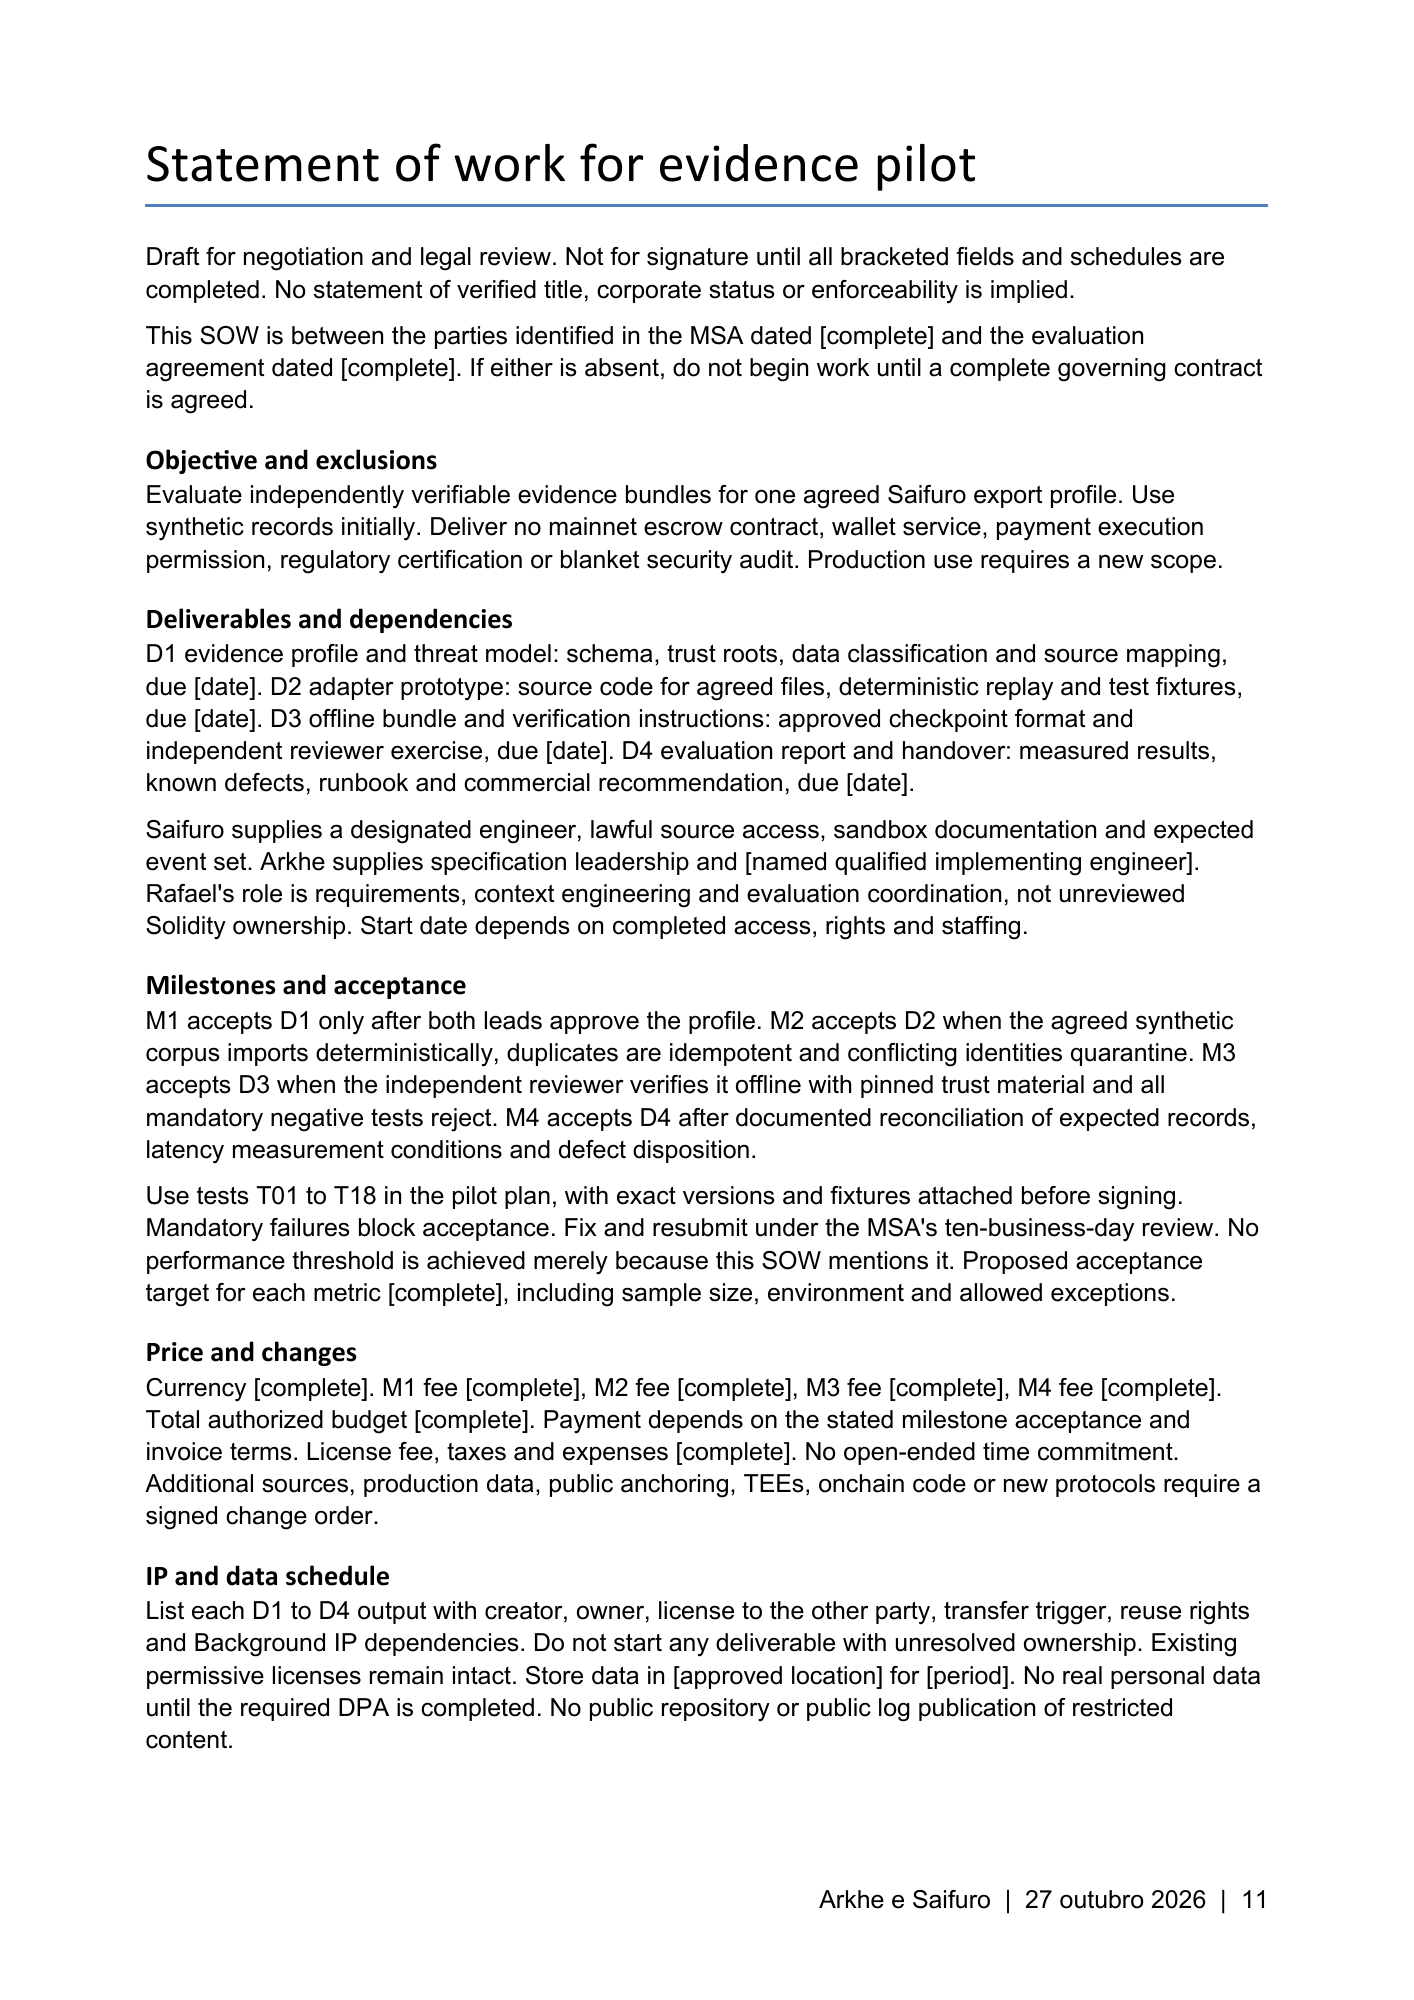 Statement of work for evidence pilot
Draft for negotiation and legal review. Not for signature until all bracketed fields and schedules are
completed. No statement of verified title, corporate status or enforceability is implied.
This SOW is between the parties identified in the MSA dated [complete] and the evaluation
agreement dated [complete]. If either is absent, do not begin work until a complete governing contract
is agreed.
Objective and exclusions
Evaluate independently verifiable evidence bundles for one agreed Saifuro export profile. Use
synthetic records initially. Deliver no mainnet escrow contract, wallet service, payment execution
permission, regulatory certification or blanket security audit. Production use requires a new scope.
Deliverables and dependencies
D1 evidence profile and threat model: schema, trust roots, data classification and source mapping,
due [date]. D2 adapter prototype: source code for agreed files, deterministic replay and test fixtures,
due [date]. D3 offline bundle and verification instructions: approved checkpoint format and
independent reviewer exercise, due [date]. D4 evaluation report and handover: measured results,
known defects, runbook and commercial recommendation, due [date].
Saifuro supplies a designated engineer, lawful source access, sandbox documentation and expected
event set. Arkhe supplies specification leadership and [named qualified implementing engineer].
Rafael's role is requirements, context engineering and evaluation coordination, not unreviewed
Solidity ownership. Start date depends on completed access, rights and staffing.
Milestones and acceptance
M1 accepts D1 only after both leads approve the profile. M2 accepts D2 when the agreed synthetic
corpus imports deterministically, duplicates are idempotent and conflicting identities quarantine. M3
accepts D3 when the independent reviewer verifies it offline with pinned trust material and all
mandatory negative tests reject. M4 accepts D4 after documented reconciliation of expected records,
latency measurement conditions and defect disposition.
Use tests T01 to T18 in the pilot plan, with exact versions and fixtures attached before signing.
Mandatory failures block acceptance. Fix and resubmit under the MSA's ten-business-day review. No
performance threshold is achieved merely because this SOW mentions it. Proposed acceptance
target for each metric [complete], including sample size, environment and allowed exceptions.
Price and changes
Currency [complete]. M1 fee [complete], M2 fee [complete], M3 fee [complete], M4 fee [complete].
Total authorized budget [complete]. Payment depends on the stated milestone acceptance and
invoice terms. License fee, taxes and expenses [complete]. No open-ended time commitment.
Additional sources, production data, public anchoring, TEEs, onchain code or new protocols require a
signed change order.
IP and data schedule
List each D1 to D4 output with creator, owner, license to the other party, transfer trigger, reuse rights
and Background IP dependencies. Do not start any deliverable with unresolved ownership. Existing
permissive licenses remain intact. Store data in [approved location] for [period]. No real personal data
until the required DPA is completed. No public repository or public log publication of restricted
content.
Arkhe e Saifuro | 27 outubro 2026 | 11